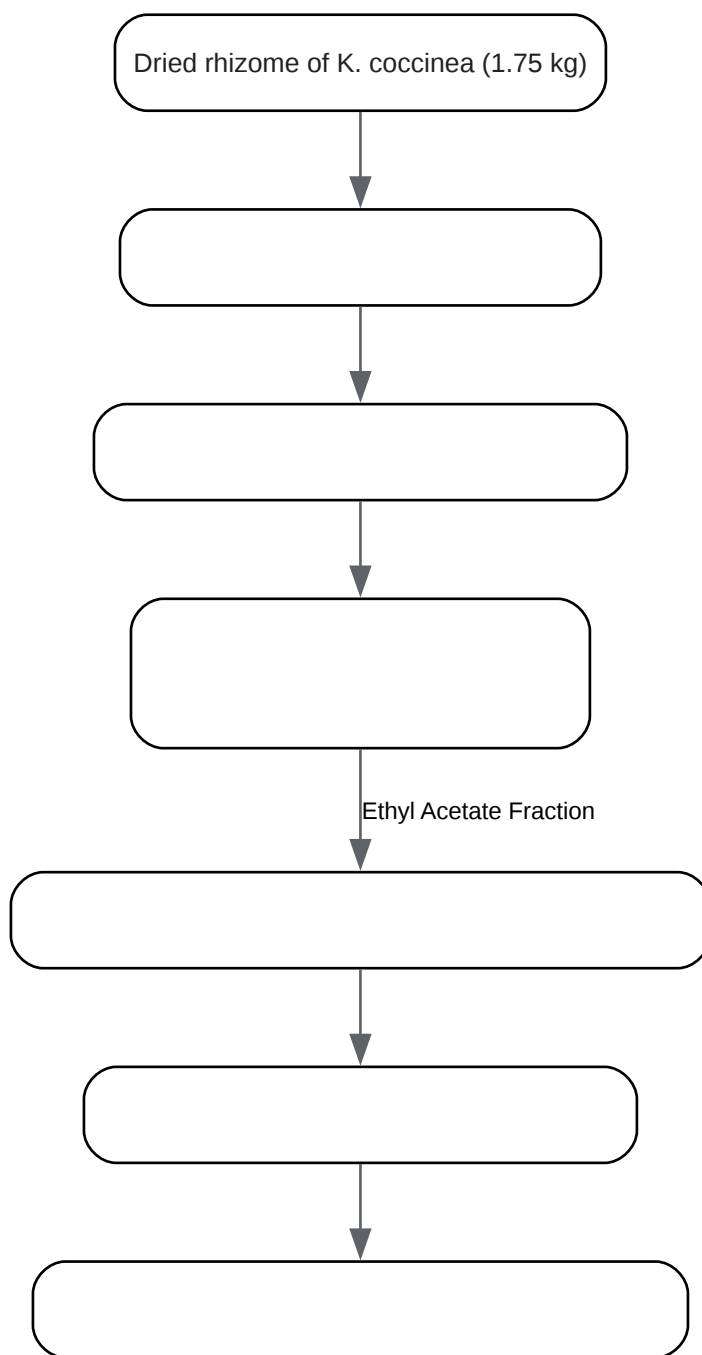 Dried rhizome of K. coccinea (1.75 kg)
Ethyl Acetate Fraction